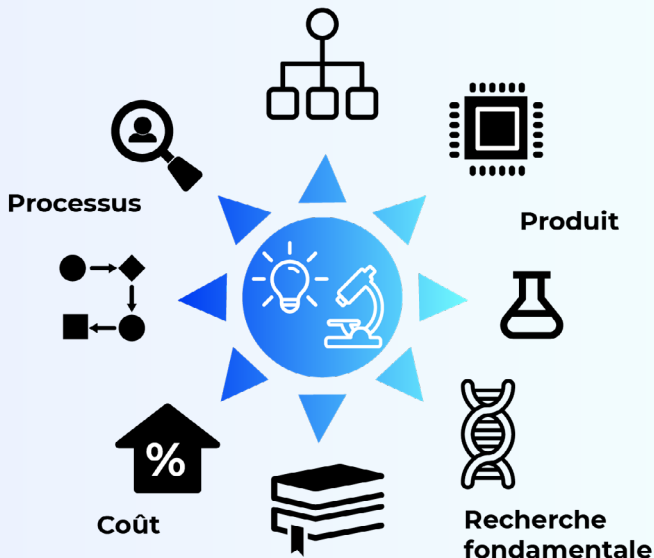 Processus
Produit
%
Coût
Recherche
fondamentale